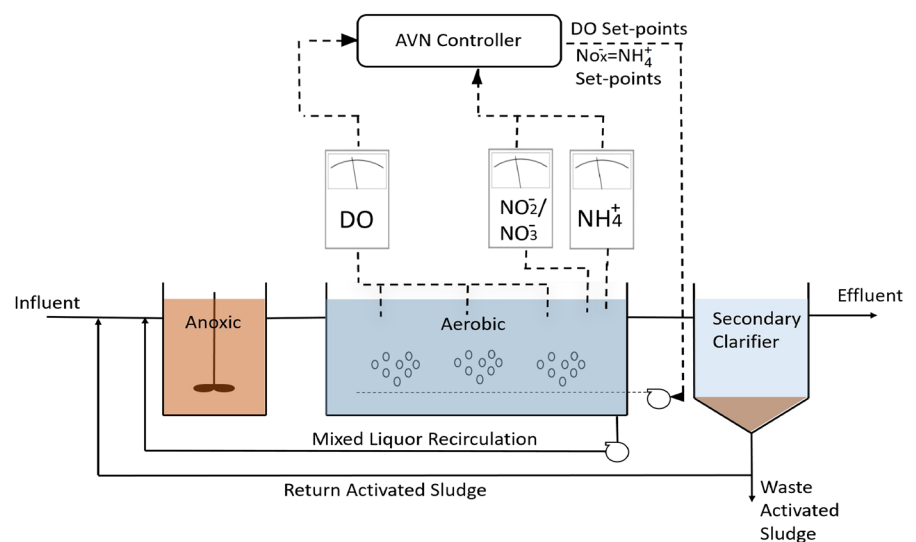 AVN Controller
DO Set-points
No̅x=NH4+
Set-points
DO
NO2-/
NO3-
NH4+
Influent
Anoxic
Aerobic
Secondary
Clarifier
Effluent
Mixed Liquor Recirculation
Return Activated Sludge
Waste
Activated
Sludge